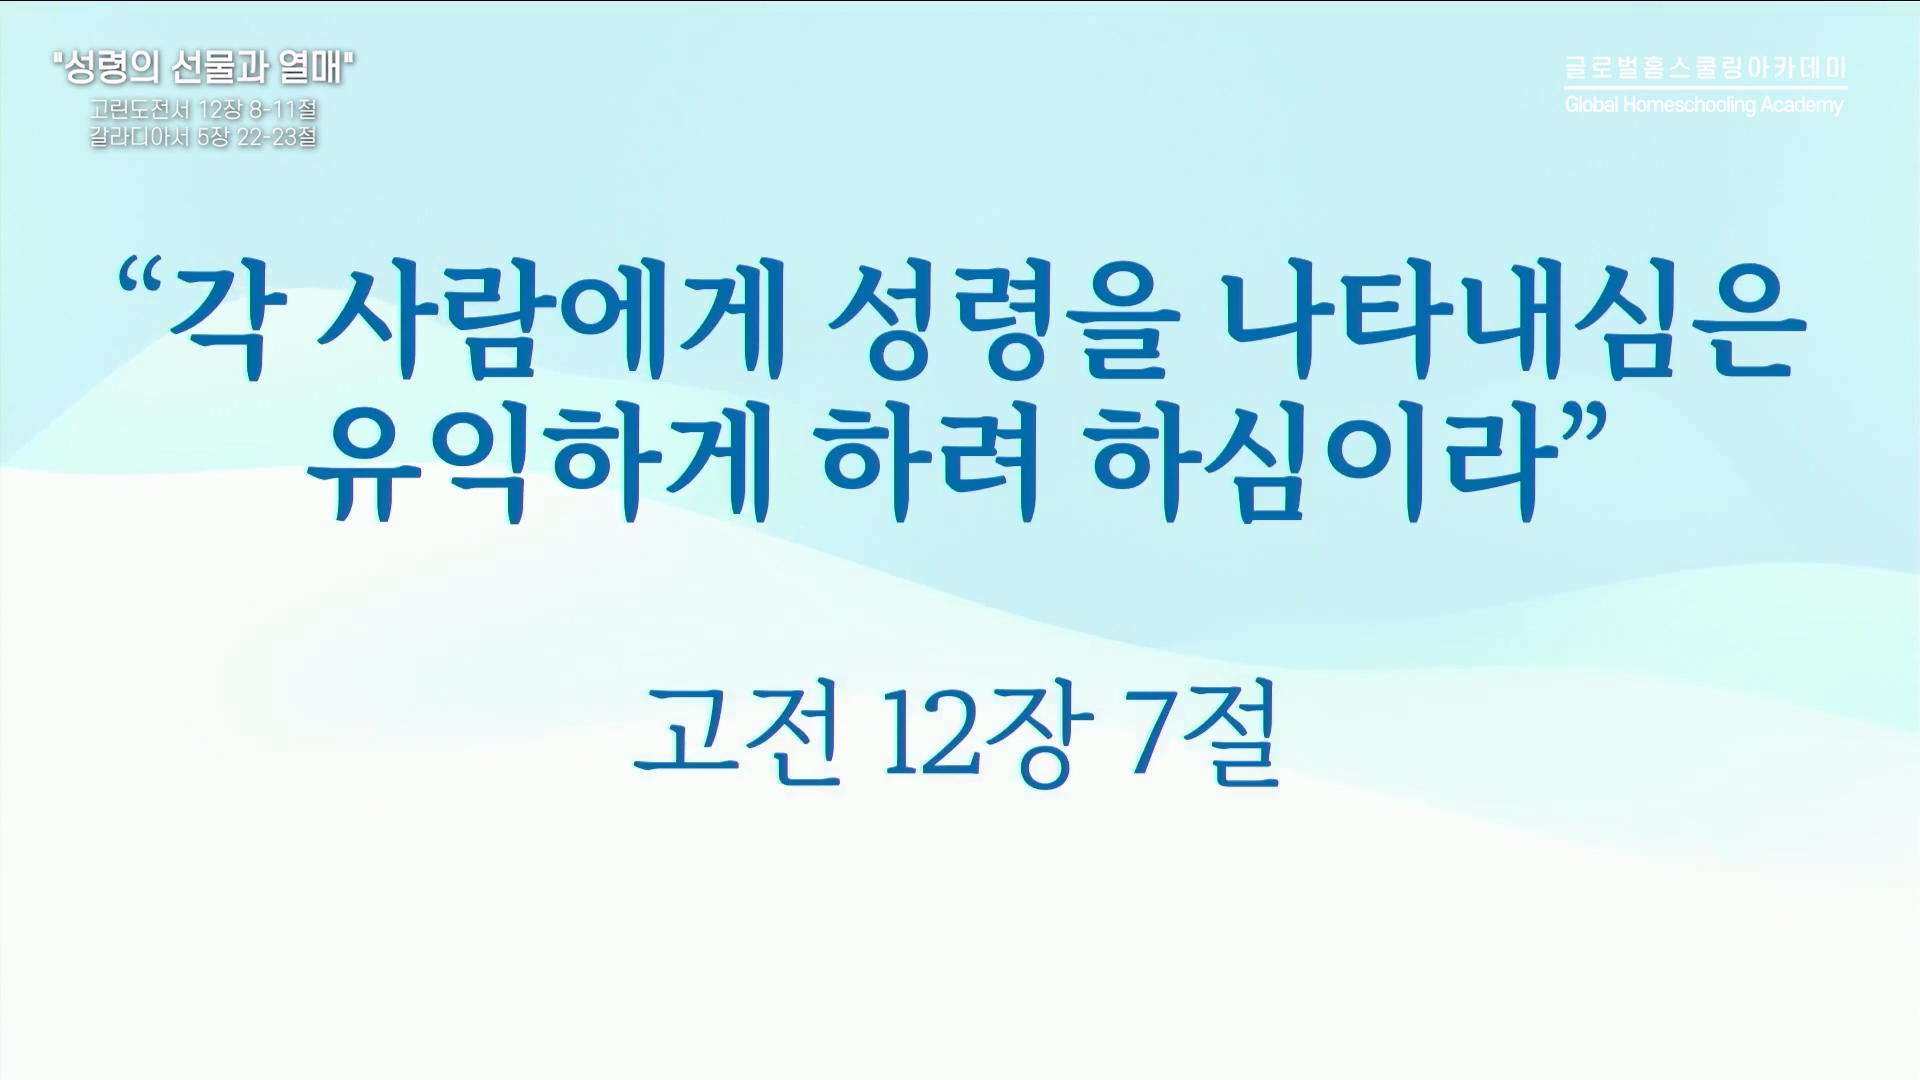 "성령의 선물과 열매"
고린도전서 12장 8-11절
갈라디아서 5장 22-23절
글로벌홈스쿨링아카데미
Global Homeschooling Academy
“각 사람에게 성령을 나타내심은
유익하게 하려 하심이라”
고전 12장 7절